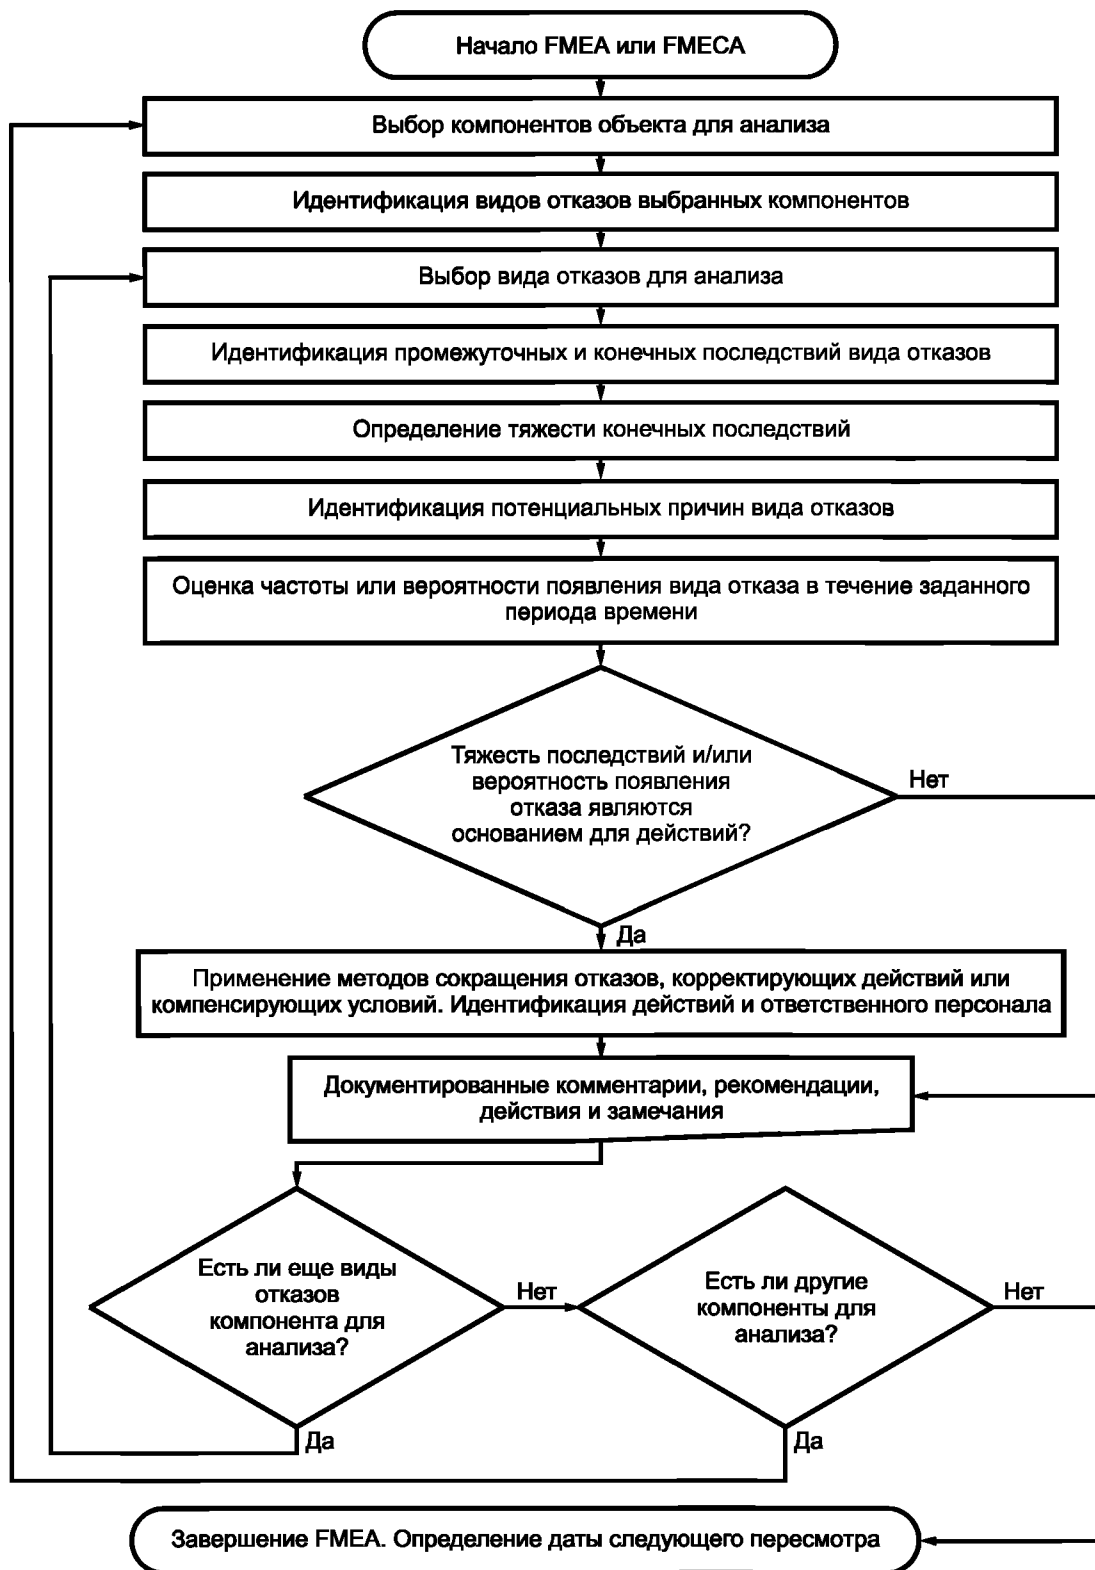 Начало FMEA или FMECA
Выбор компонентов объекта для анализа
Идентификация видов отказов выбранных компонентов
Выбор вида отказов для анализа
Идентификация промежуточных и конечных последствий вида отказов
Определение тяжести конечных последствий
Идентификация потенциальных причин вида отказов
Оценка частоты или вероятности появления вида отказа в течение заданного
периода времени
Тяжесть последствий и/или
вероятность появления
отказа являются
основанием для действий?
Нет
Да
Применение методов сокращения отказов, корректирующих действий или
компенсирующих условий. Идентификация действий и ответственного персонала
Документированные комментарии, рекомендации,
действия и замечания
Есть ли еще виды
отказов
компонента для
анализа?
Нет
Есть ли другие
компоненты для
анализа?
Нет
Да
Да
Завершение FMEA. Определение даты следующего пересмотра